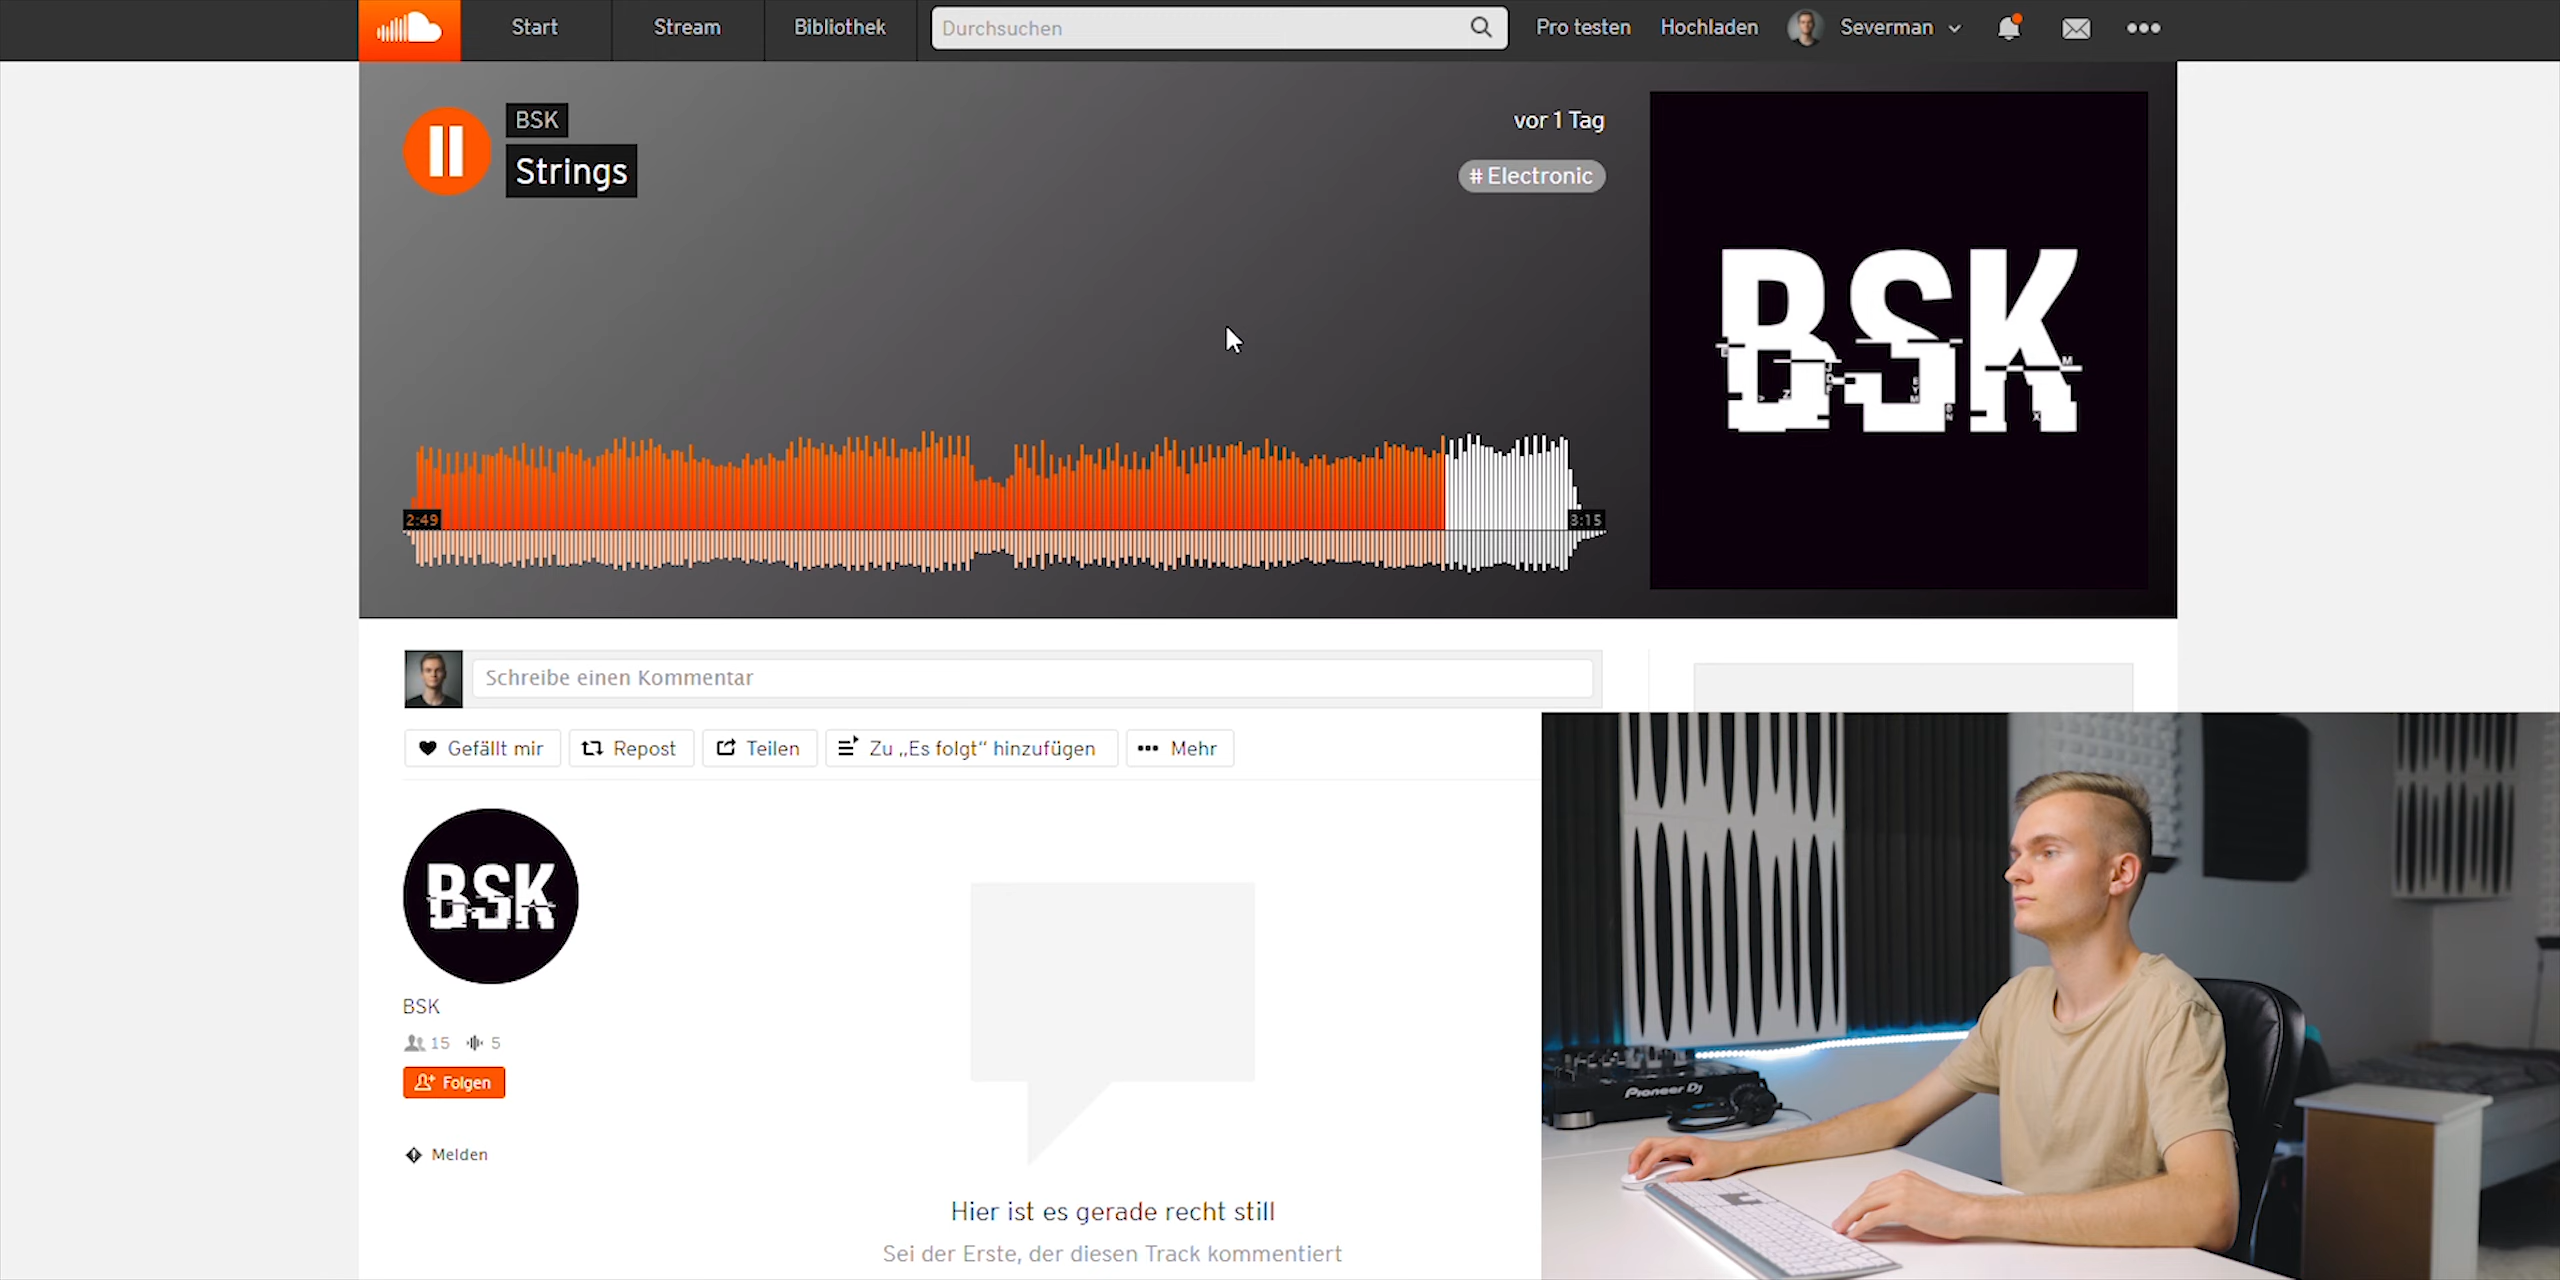 Start
Stream
Bibliothek
Durchsuchen
Pro testen
Hochladen
Severman
BSK
Strings
vor 1 Tag
# Electronic
BSK
2:49
3:15
Schreibe einen Kommentar
Gefällt mir
Repost
Teilen
Zu „Es folgt“ hinzufügen
Mehr
BSK
BSK
15
5
Folgen
Melden
Hier ist es gerade recht still
Sei der Erste, der diesen Track kommentiert
Pioneer DJ